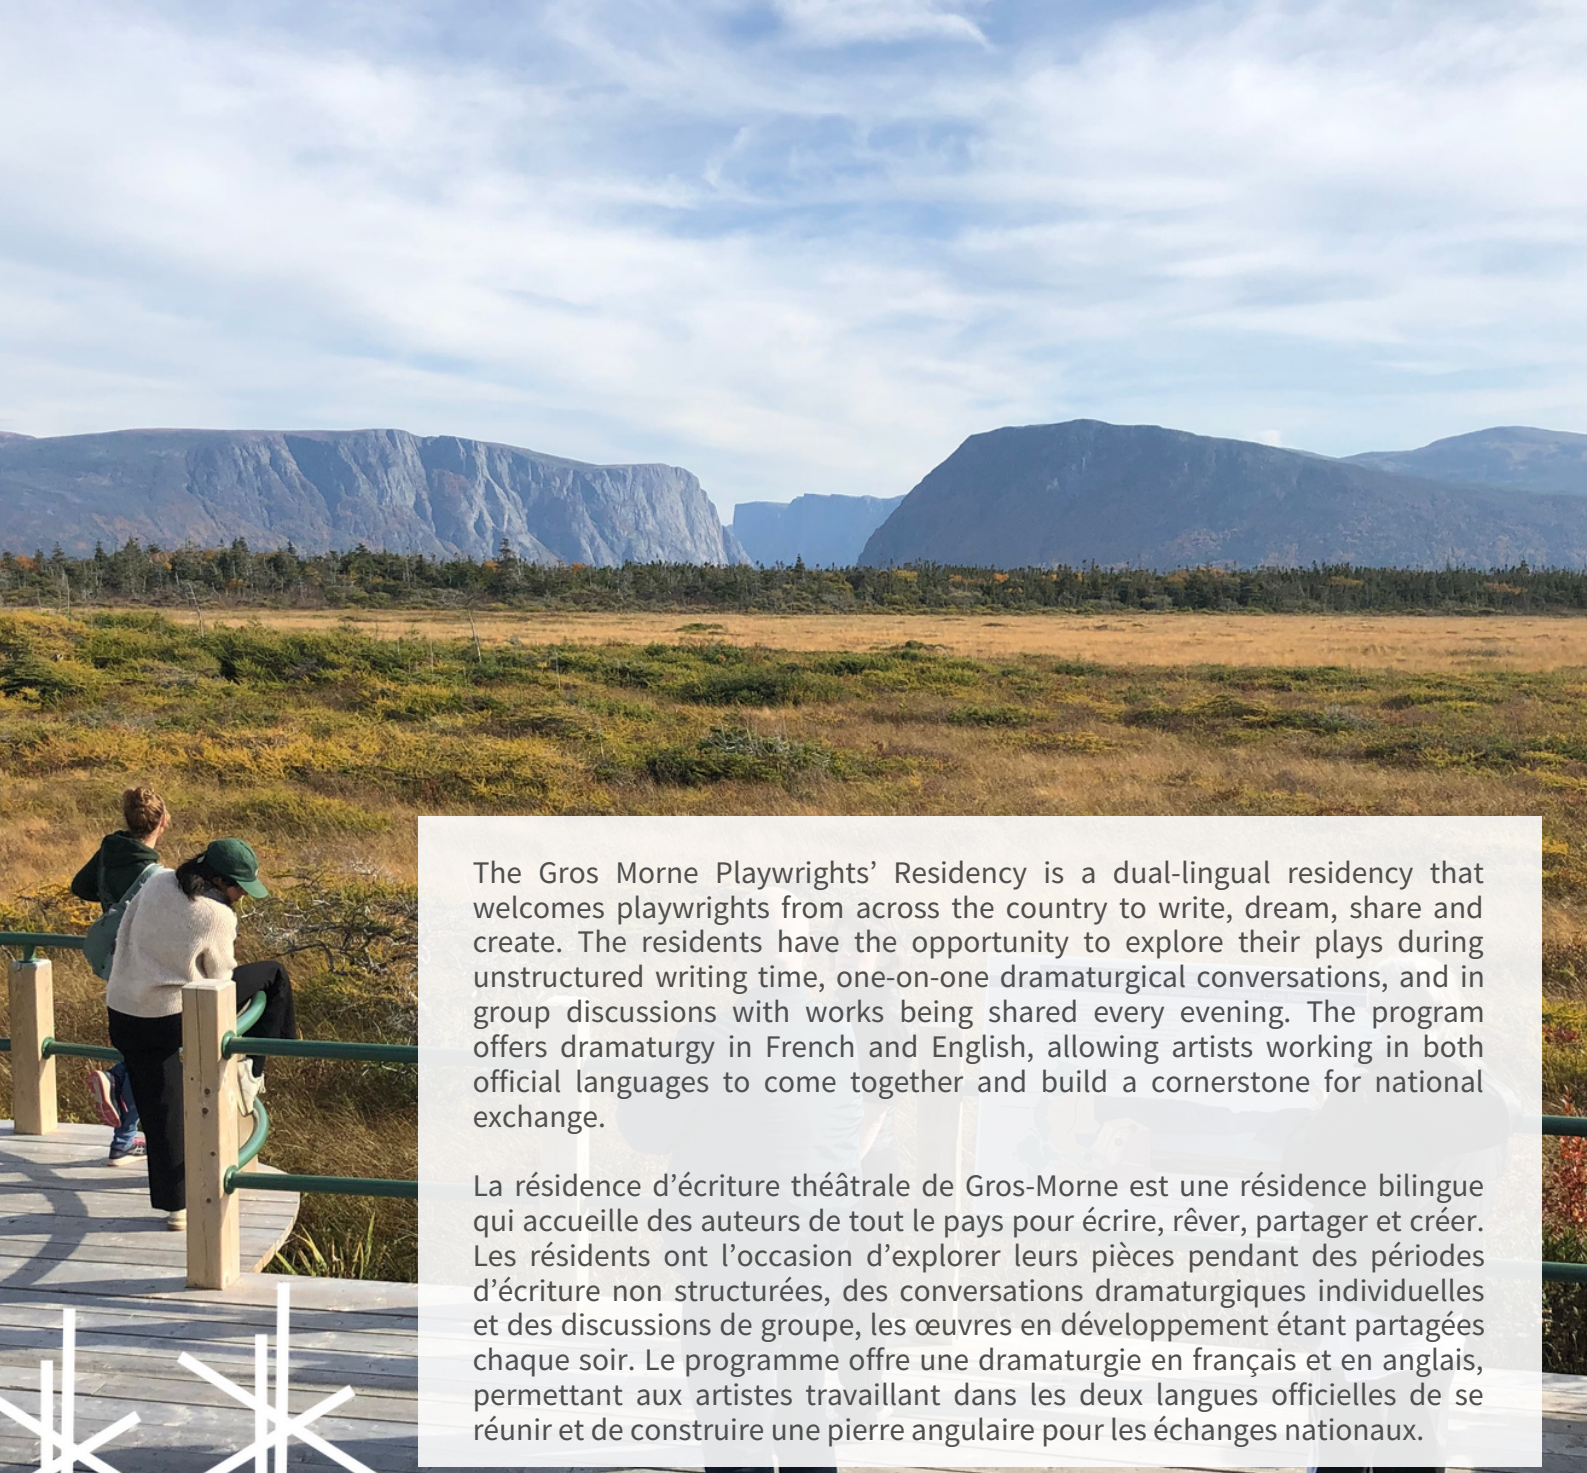 The Gros Morne Playwrights’ Residency is a dual-lingual residency that
welcomes playwrights from across the country to write, dream, share and
create. The residents have the opportunity to explore their plays during
unstructured writing time, one-on-one dramaturgical conversations, and in
group discussions with works being shared every evening. The program
offers dramaturgy in French and English, allowing artists working in both
official languages to come together and build a cornerstone for national
exchange.
La résidence d’écriture théâtrale de Gros-Morne est une résidence bilingue
qui accueille des auteurs de tout le pays pour écrire, rêver, partager et créer.
Les résidents ont l’occasion d’explorer leurs pièces pendant des périodes
d’écriture non structurées, des conversations dramaturgiques individuelles
et des discussions de groupe, les œuvres en développement étant partagées
chaque soir. Le programme offre une dramaturgie en français et en anglais,
permettant aux artistes travaillant dans les deux langues officielles de se
réunir et de construire une pierre angulaire pour les échanges nationaux.